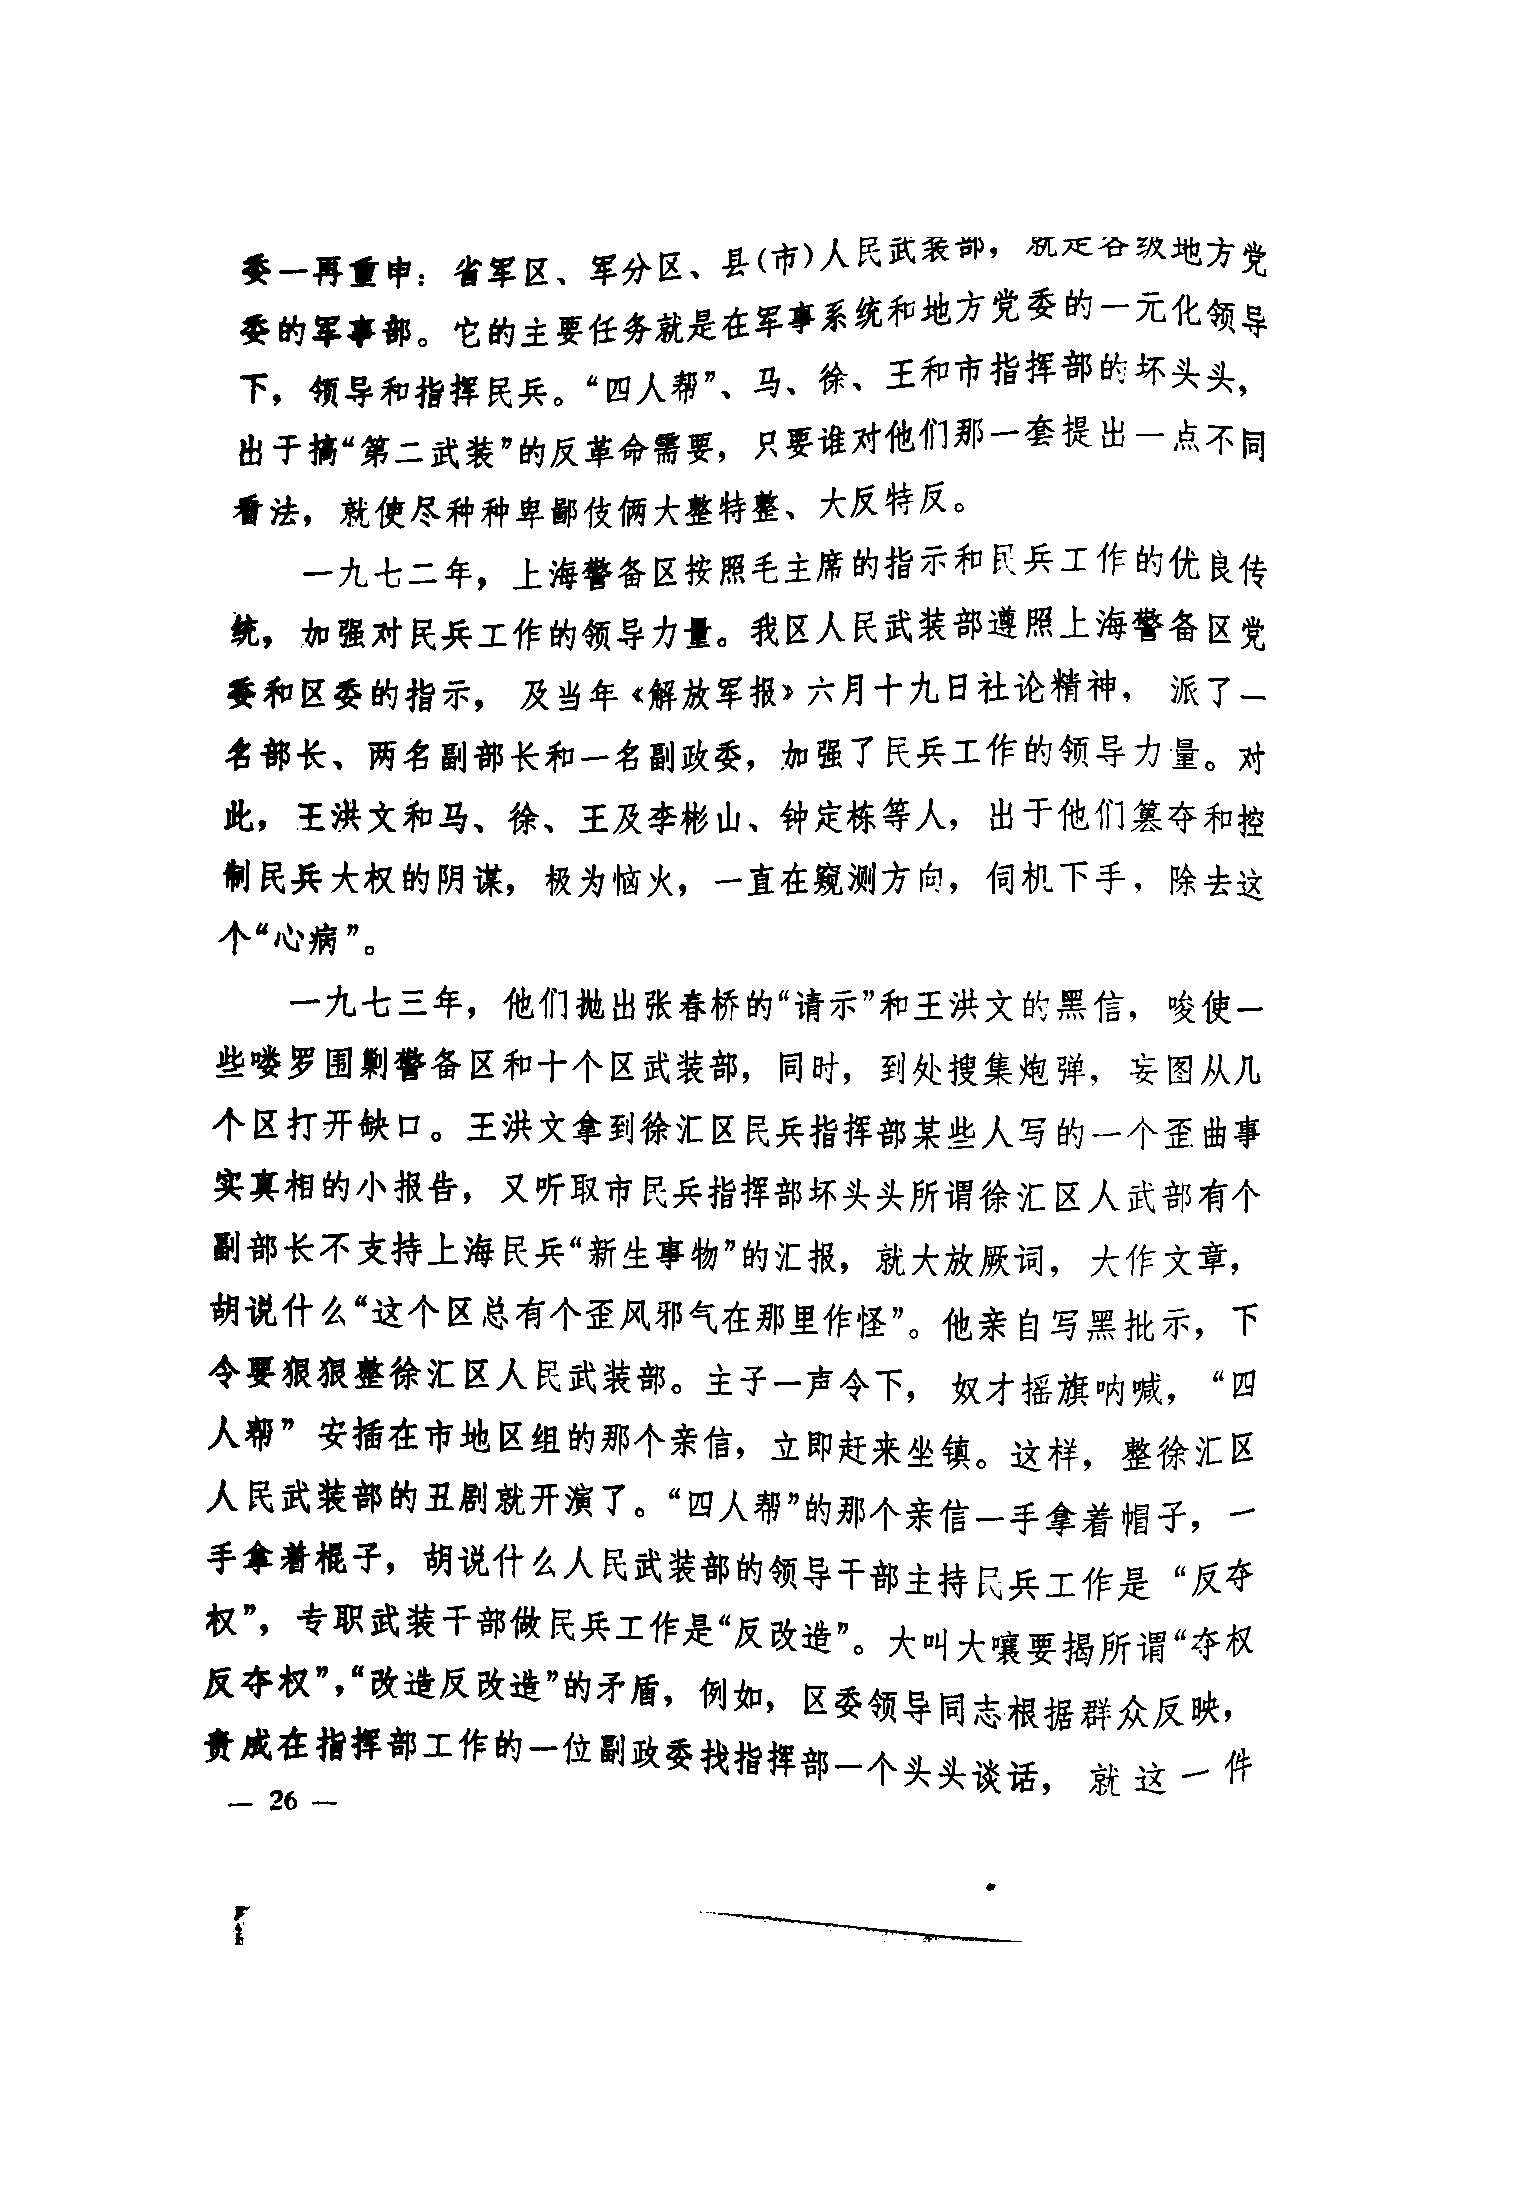 委一再重申：省军区、军分区、县(市)人民武装部，就是各级地方党
委的军事部。它的主要任务就是在军事系统和地方党委的一元化领导
下，领导和指挥民兵。“四人帮”、马、徐、王和市指挥部的坏头头，
出于搞“第二武装”的反革命需要，只要谁对他们那一套提出一点不同
看法，就使尽种种卑鄙伎俩大整特整、大反特反。
一九七二年，上海警备区按照毛主席的指示和民兵工作的优良传
统，加强对民兵工作的领导力量。我区人民武装部遵照上海警备区党
委和区委的指示，及当年《解放军报》六月十九日社论精神，派了一
名部长、两名副部长和一名副政委，加强了民兵工作的领导力量。对
此，王洪文和马、徐、王及李彬山、钟定栋等人，出于他们篡夺和控
制民兵大权的阴谋，极为恼火，一直在窥测方向，伺机下手，除去这
个“心病”。
一九七三年，他们抛出张春桥的“请示”和王洪文的黑信，唆使一
些喽罗围剿警备区和十个区武装部，同时，到处搜集炮弹，妄图从几
个区打开缺口。王洪文拿到徐汇区民兵指挥部某些人写的一个歪曲事
实真相的小报告，又听取市民兵指挥部坏头头所谓徐汇区人武部有个
副部长不支持上海民兵“新生事物”的汇报，就大放厥词，大作文章，
胡说什么“这个区总有个歪风邪气在那里作怪”。他亲自写黑批示，下
令要狠狠整徐汇区人民武装部。主子一声令下，奴才摇旗呐喊，“四
人帮”安插在市地区组的那个亲信，立即赶来坐镇。这样，整徐汇区
人民武装部的丑剧就开演了。“四人帮”的那个亲信一手拿着帽子，一
手拿着棍子，胡说什么人民武装部的领导干部主持民兵工作是“反夺
权”，专职武装干部做民兵工作是“反改造”。大叫大嚷要揭所谓“夺权
反夺权”，“改造反改造”的矛盾，例如，区委领导同志根据群众反映，
责成在指挥部工作的一位副政委找指挥部一个头头谈话，就这一件
— 26 —